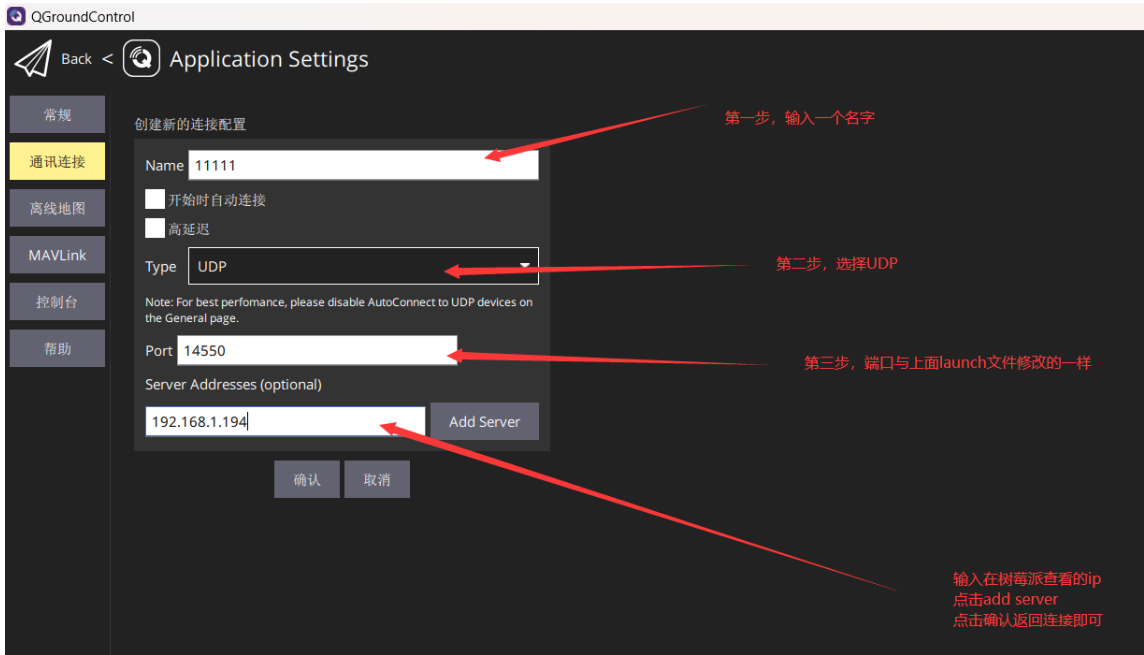 QGroundControl
Back < Application Settings
常规
通讯连接
离线地图
MAVLink
控制台
帮助
创建新的连接配置
Name 11111
开始时自动连接
高延迟
Type UDP
Note: For best perfomance, please disable AutoConnect to UDP devices on
the General page.
Port 14550
Server Addresses (optional)
192.168.1.194 Add Server
确认 取消
第一步，输入一个名字
第二步，选择UDP
第三步，端口与上面launch文件修改的一样
输入在树莓派查看的ip
点击add server
点击确认返回连接即可